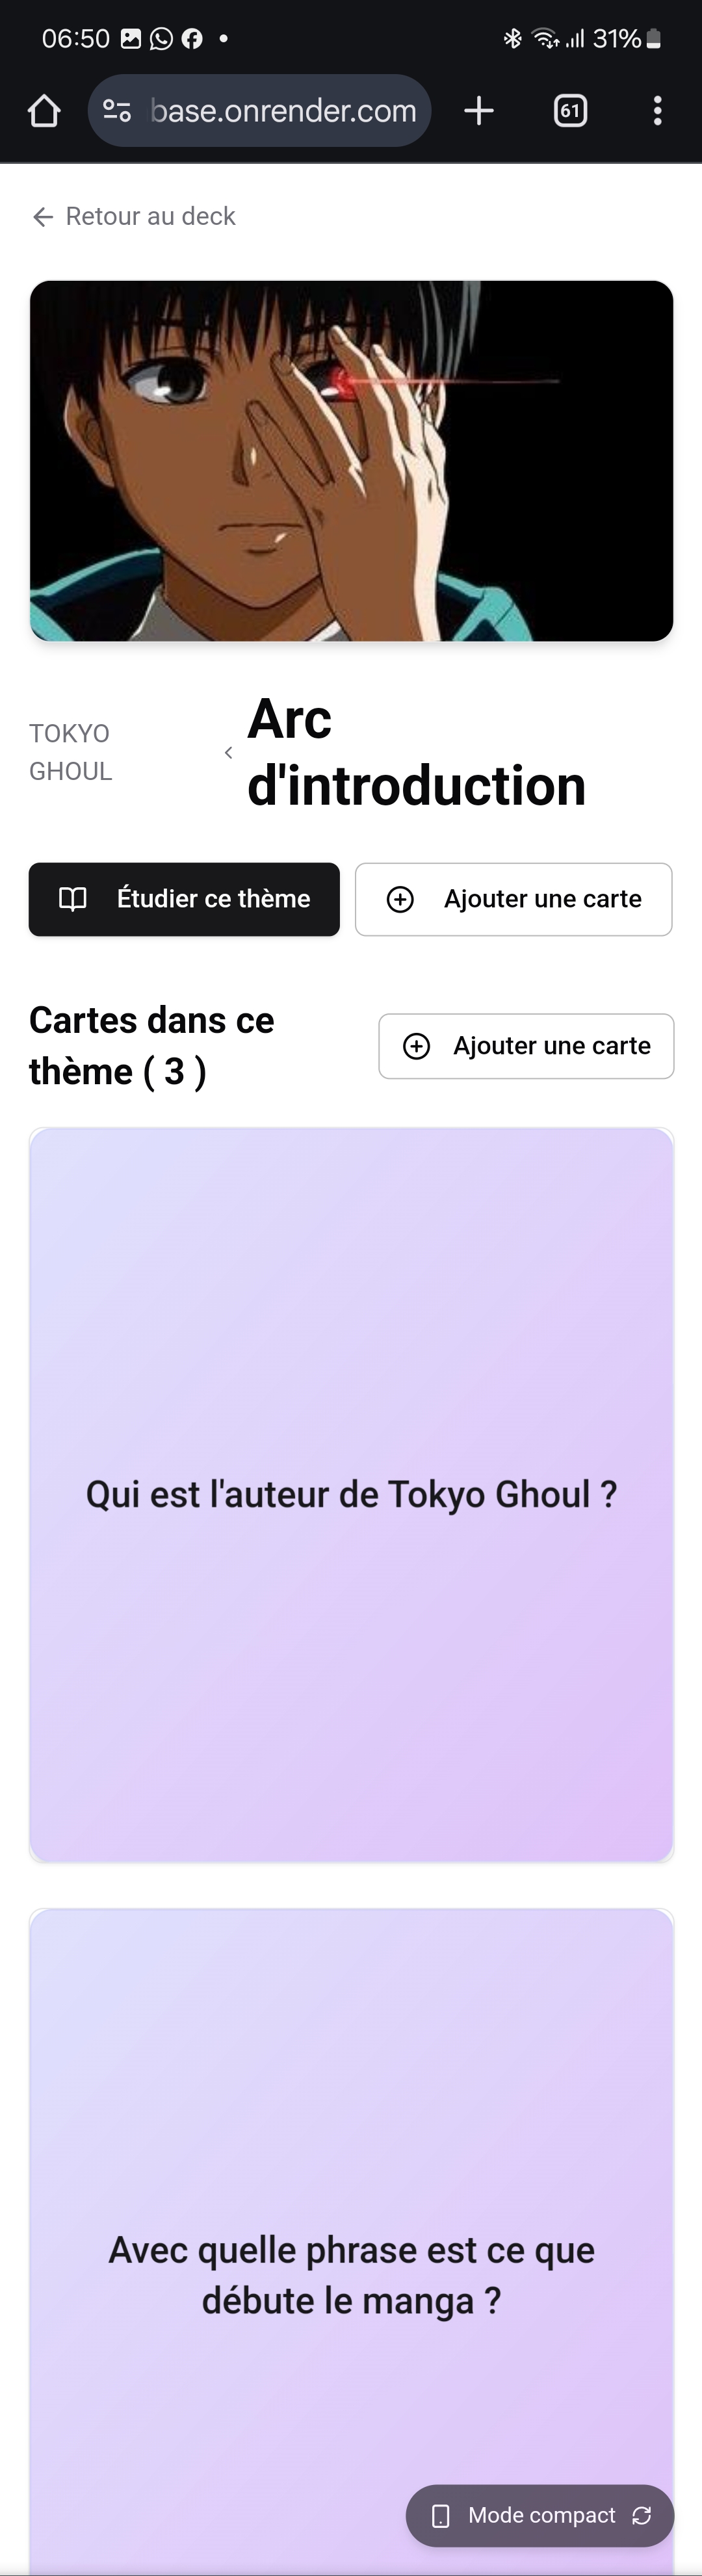 06:50
31%
base.onrender.com
61
Retour au deck
TOKYO
GHOUL
Arc
d'introduction
Étudier ce thème
Ajouter une carte
Cartes dans ce
thème ( 3 )
Ajouter une carte
Qui est l'auteur de Tokyo Ghoul ?
Avec quelle phrase est ce que
débute le manga ?
Mode compact